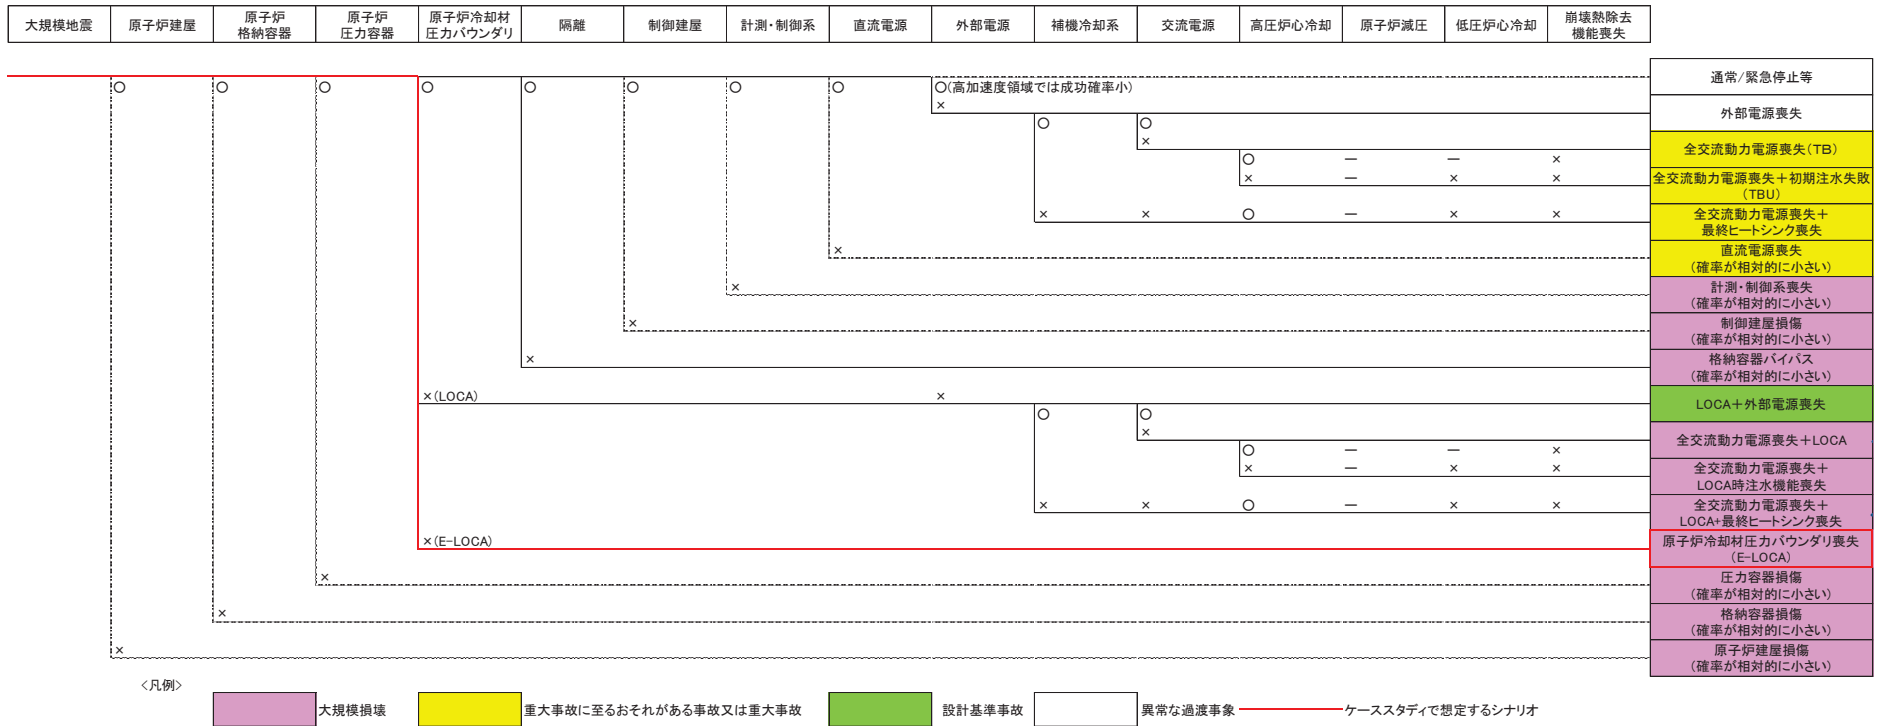 大規模地震
原子炉建屋
原子炉
格納容器
原子炉
圧力容器
原子炉冷却材
圧力バウンダリ
隔離
制御建屋
計測・制御系
直流電源
外部電源
補機冷却系
交流電源
高圧炉心冷却
原子炉減圧
低圧炉心冷却
崩壊熱除去
機能喪失
○ ○ ○ ○ ○ ○ ○ ○ ○(高加速度領域では成功確率小)
通常/緊急停止等
×
外部電源喪失
○ ○
×
全交流動力電源喪失(TB)
○ － － ×
× － × ×
全交流動力電源喪失＋初期注水失敗
(TBU)
× × ○ － × ×
全交流動力電源喪失＋
最終ヒートシンク喪失
×
直流電源喪失
(確率が相対的に小さい)
×
計測・制御系喪失
(確率が相対的に小さい)
×
制御建屋損傷
(確率が相対的に小さい)
×
格納容器バイパス
(確率が相対的に小さい)
×(LOCA) ×
LOCA＋外部電源喪失
○ ○
×
全交流動力電源喪失＋LOCA
○ － － ×
× － × ×
全交流動力電源喪失＋
LOCA時注水機能喪失
× × ○ － × ×
全交流動力電源喪失＋
LOCA+最終ヒートシンク喪失
×(E-LOCA)
原子炉冷却材圧力バウンダリ喪失
(E-LOCA)
×
圧力容器損傷
(確率が相対的に小さい)
×
格納容器損傷
(確率が相対的に小さい)
×
原子炉建屋損傷
(確率が相対的に小さい)
<凡例>
大規模損壊
重大事故に至るおそれがある事故又は重大事故
設計基準事故
異常な過渡事象
ケーススタディで想定するシナリオ